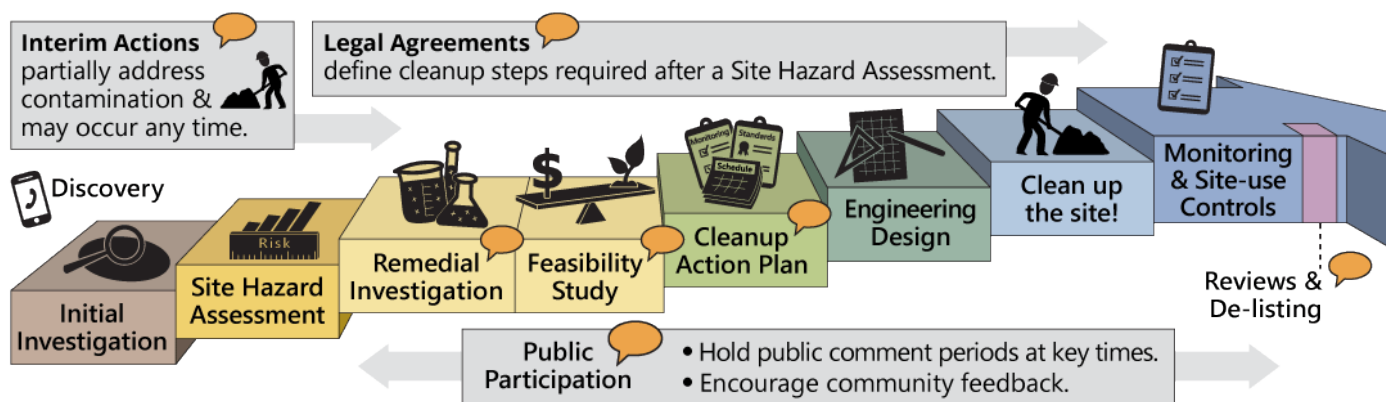 Interim Actions
partially address
contamination &
may occur any time.
Legal Agreements
define cleanup steps required after a Site Hazard Assessment.
Discovery
Initial
Investigation
Risk
Site Hazard
Assessment
Remedial
Investigation
$
Feasibility
Study
Monitoring
Standards
Schedule
Cleanup
Action Plan
Engineering
Design
Clean up
the site!
Monitoring
& Site-use
Controls
Reviews &
De-listing
Public
Participation
• Hold public comment periods at key times.
• Encourage community feedback.